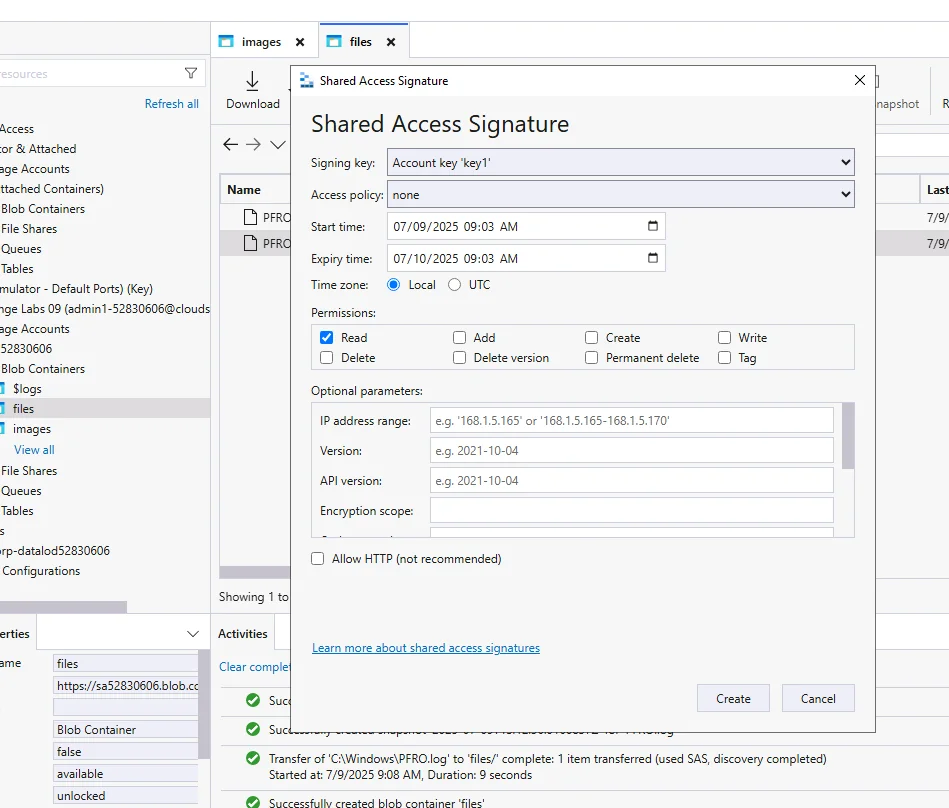 images
files
resources
Refresh all
Download
napshot
Access
tor & Attached
age Accounts
ttached Containers)
Blob Containers
File Shares
Queues
Tables
mulator - Default Ports) (Key)
nge Labs 09 (admin1-52830606@clouds
age Accounts
52830606
Blob Containers
$logs
files
images
View all
File Shares
Queues
Tables
s
orp-datalod52830606
Configurations
Name
Last
PFRO
7/9/
PFRO
7/9/
Showing 1 to
Shared Access Signature
Shared Access Signature
Signing key: Account key 'key1'
Access policy: none
Start time: 07/09/2025 09:03 AM
Expiry time: 07/10/2025 09:03 AM
Time zone: Local UTC
Permissions:
Read Add Create Write
Delete Delete version Permanent delete Tag
Optional parameters:
IP address range: e.g. '168.1.5.165' or '168.1.5.165-168.1.5.170'
Version: e.g. 2021-10-04
API version: e.g. 2021-10-04
Encryption scope:
Allow HTTP (not recommended)
Learn more about shared access signatures
Create Cancel
erties
ame files
https://sa52830606.blob.co
Blob Container
false
available
unlocked
Activities
Clear complet
Succ
Transfer of 'C:\Windows\PFRO.log' to 'files/' complete: 1 item transferred (used SAS, discovery completed)
Started at: 7/9/2025 9:08 AM, Duration: 9 seconds
Successfully created blob container 'files'